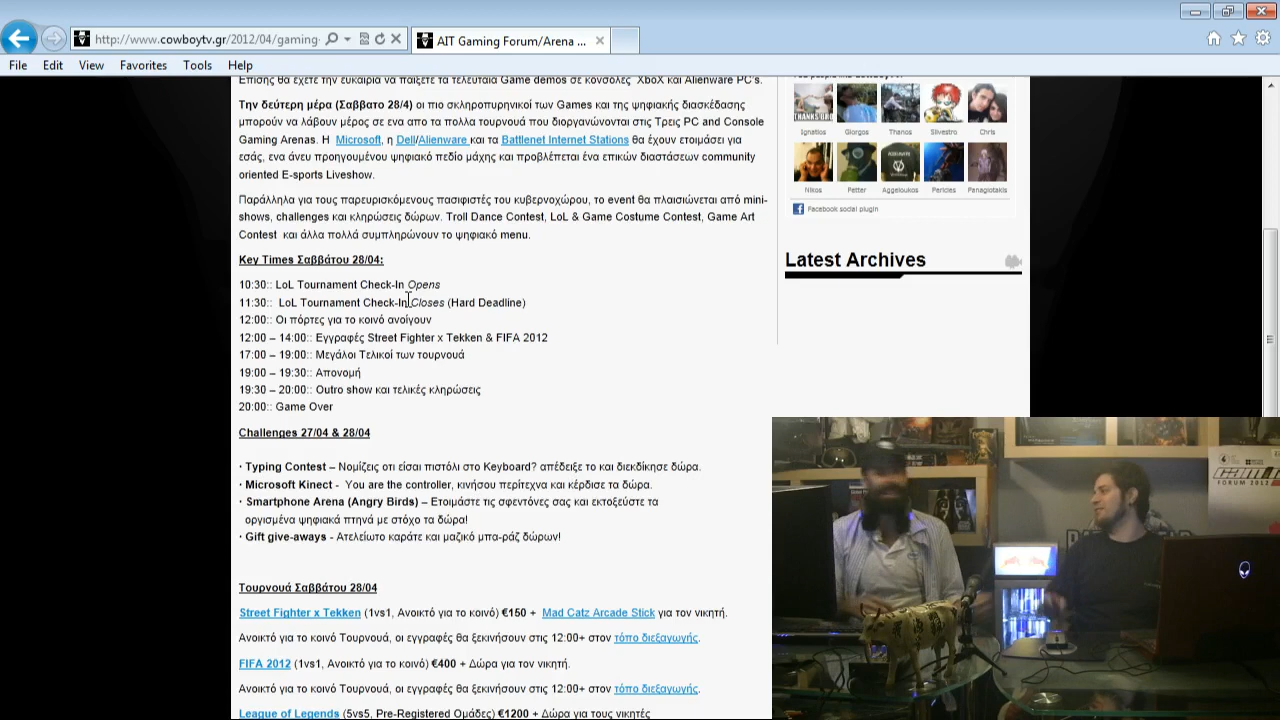 http://www.cowboytv.gr/2012/04/gaming-
AIT Gaming Forum/Arena ...
File Edit View Favorites Tools Help
Επίσης θα έχετε την ευκαιρία να παίξετε τα τελευταία Game demos σε κονσόλες XboX και Alienware PC's.
Την δεύτερη μέρα (Σαββατο 28/4) οι πιο σκληροπυρηνικοί των Games και της ψηφιακής διασκέδασης
μπορούν να λάβουν μέρος σε ενα απο τα πολλα τουρνουά που διοργανώνονται στις Τρεις PC and Console
Gaming Arenas. Η Microsoft, η Dell/Alienware και τα Battlenet Internet Stations θα έχουν ετοιμάσει για
εσάς, ενα άνευ προηγουμένου ψηφιακό πεδίο μάχης και προβλέπεται ένα επικών διαστάσεων community
oriented E-sports Liveshow.
Παράλληλα για τους παρευρισκόμενους πασιφιστές του κυβερνοχώρου, το event θα πλαισιώνεται από mini-
shows, challenges και κληρώσεις δώρων. Troll Dance Contest, LoL & Game Costume Contest, Game Art
Contest και άλλα πολλά συμπληρώνουν το ψηφιακό menu.
Key Times Σαββάτου 28/04:
10:30:: LoL Tournament Check-In Opens
11:30:: LoL Tournament Check-In Closes (Hard Deadline)
12:00:: Οι πόρτες για το κοινό ανοίγουν
12:00 – 14:00:: Εγγραφές Street Fighter x Tekken & FIFA 2012
17:00 – 19:00:: Μεγάλοι Τελικοί των τουρνουά
19:00 – 19:30:: Απονομή
19:30 – 20:00:: Outro show και τελικές κληρώσεις
20:00:: Game Over
Challenges 27/04 & 28/04
· Typing Contest – Νομίζεις οτι είσαι πιστόλι στο Keyboard? απέδειξε το και διεκδίκησε δώρα.
· Microsoft Kinect - You are the controller, κινήσου περίτεχνα και κέρδισε τα δώρα.
· Smartphone Arena (Angry Birds) – Ετοιμάστε τις σφεντόνες σας και εκτοξεύστε τα
οργισμένα ψηφιακά πτηνά με στόχο τα δώρα!
· Gift give-aways - Ατελείωτο καράτε και μαζικό μπα-ράζ δώρων!
Τουρνουά Σαββάτου 28/04
Street Fighter x Tekken (1vs1, Ανοικτό για το κοινό) €150 + Mad Catz Arcade Stick για τον νικητή.
Ανοικτό για το κοινό Τουρνουά, οι εγγραφές θα ξεκινήσουν στις 12:00+ στον τόπο διεξαγωγής.
FIFA 2012 (1vs1, Ανοικτό για το κοινό) €400 + Δώρα για τον νικητή.
Ανοικτό για το κοινό Τουρνουά, οι εγγραφές θα ξεκινήσουν στις 12:00+ στον τόπο διεξαγωγής.
League of Legends (5vs5, Pre-Registered Ομάδες) €1200 + Δώρα για τους νικητές
Ignatios Giorgos Thanos Silvestro Chris
Nikos Petter Aggeloukos Pericles Panagiotakis
Facebook social plugin
Latest Archives
FORUM 2012